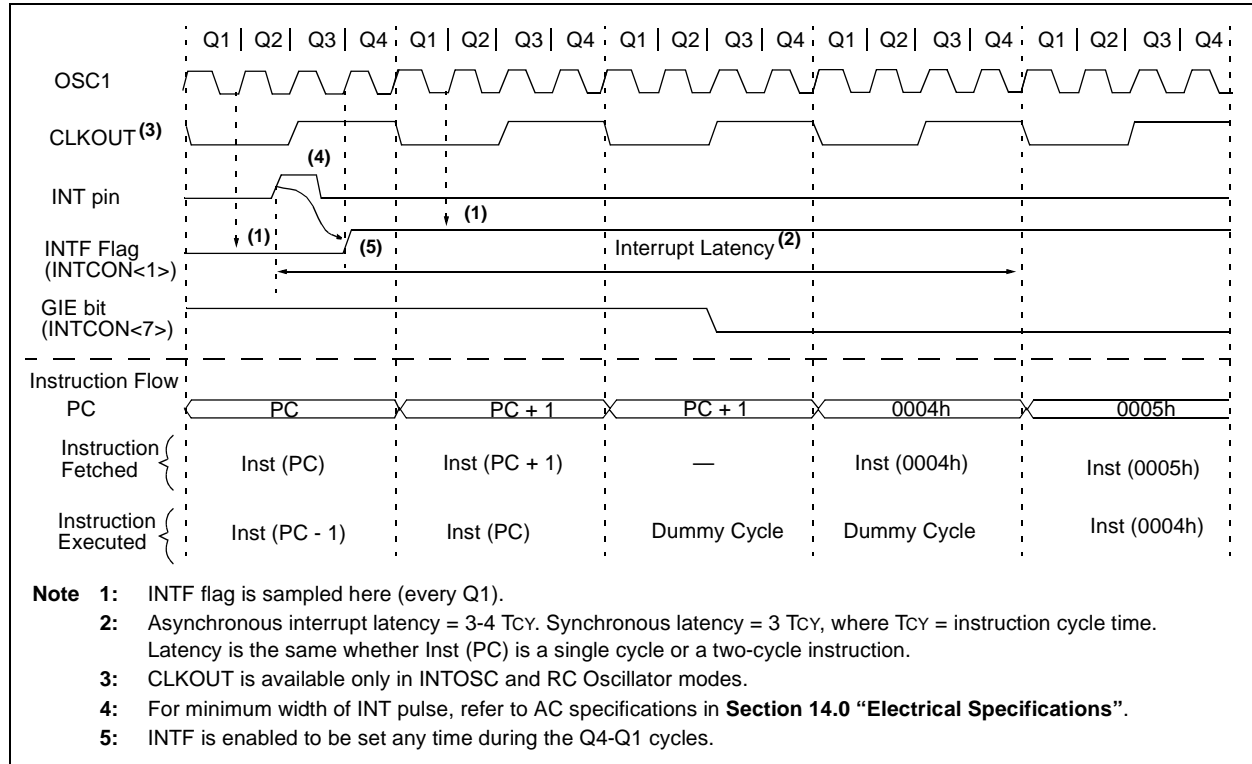 Q1 | Q2 | Q3 | Q4 Q1 | Q2 | Q3 | Q4 Q1 | Q2 | Q3 | Q4 Q1 | Q2 | Q3 | Q4 Q1 | Q2 | Q3 | Q4
OSC1
CLKOUT (3)
(4)
INT pin
(1)
(1)
(5)
INTF Flag
(INTCON<1>)
Interrupt Latency (2)
GIE bit
(INTCON<7>)
Instruction Flow
PC PC PC + 1 PC + 1 0004h 0005h
Instruction
Fetched
Inst (PC) Inst (PC + 1) — Inst (0004h) Inst (0005h)
Instruction
Executed
Inst (PC - 1) Inst (PC) Dummy Cycle Dummy Cycle Inst (0004h)
Note 1: INTF flag is sampled here (every Q1).
2: Asynchronous interrupt latency = 3-4 TCY. Synchronous latency = 3 TCY, where TCY = instruction cycle time.
Latency is the same whether Inst (PC) is a single cycle or a two-cycle instruction.
3: CLKOUT is available only in INTOSC and RC Oscillator modes.
4: For minimum width of INT pulse, refer to AC specifications in Section 14.0 “Electrical Specifications”.
5: INTF is enabled to be set any time during the Q4-Q1 cycles.